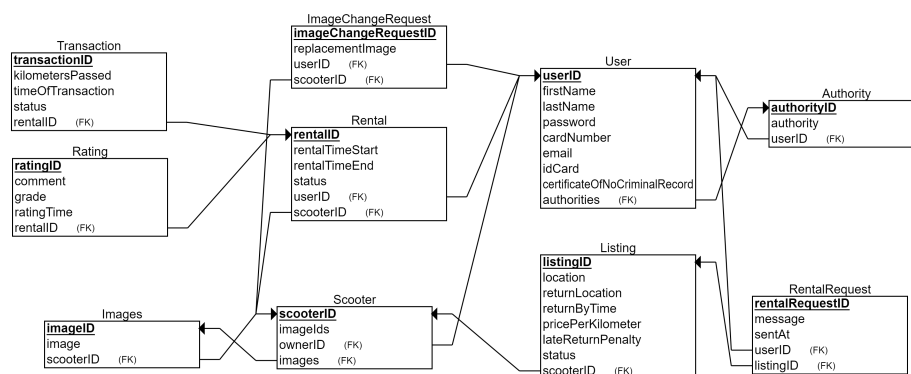 ImageChangeRequest
imageChangeRequestID
replacementImage
userID (FK)
scooterID (FK)
Transaction
transactionID
kilometersPassed
timeOfTransaction
status
rentalID (FK)
User
userID
firstName
lastName
password
cardNumber
email
idCard
certificateOfNoCriminalRecord
authorities (FK)
Authority
authorityID
authority
userID (FK)
Rental
rentalID
rentalTimeStart
rentalTimeEnd
status
userID (FK)
scooterID (FK)
Rating
ratingID
comment
grade
ratingTime
rentalID (FK)
Listing
listingID
location
returnLocation
returnByTime
pricePerKilometer
lateReturnPenalty
status
scooterID (FK)
RentalRequest
rentalRequestID
message
sentAt
userID (FK)
listingID (FK)
Scooter
scooterID
imageIds
ownerID (FK)
images (FK)
Images
imageID
image
scooterID (FK)